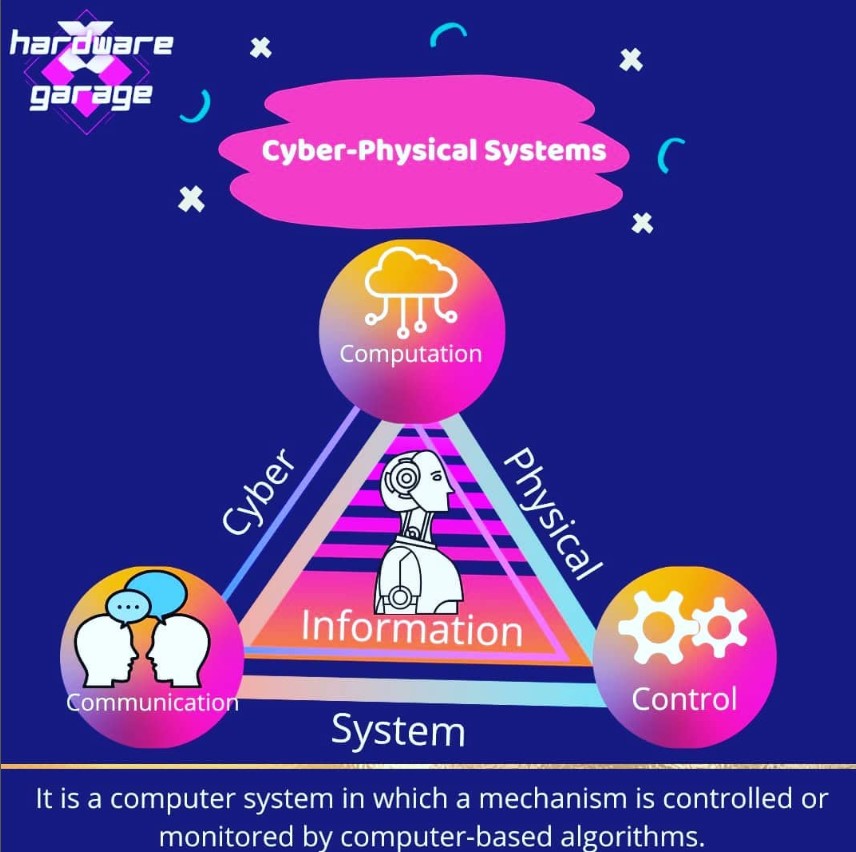 hardware
garage
Cyber-Physical Systems
Computation
Cyber
Physical
Information
Communication
Control
System
It is a computer system in which a mechanism is controlled or
monitored by computer-based algorithms.